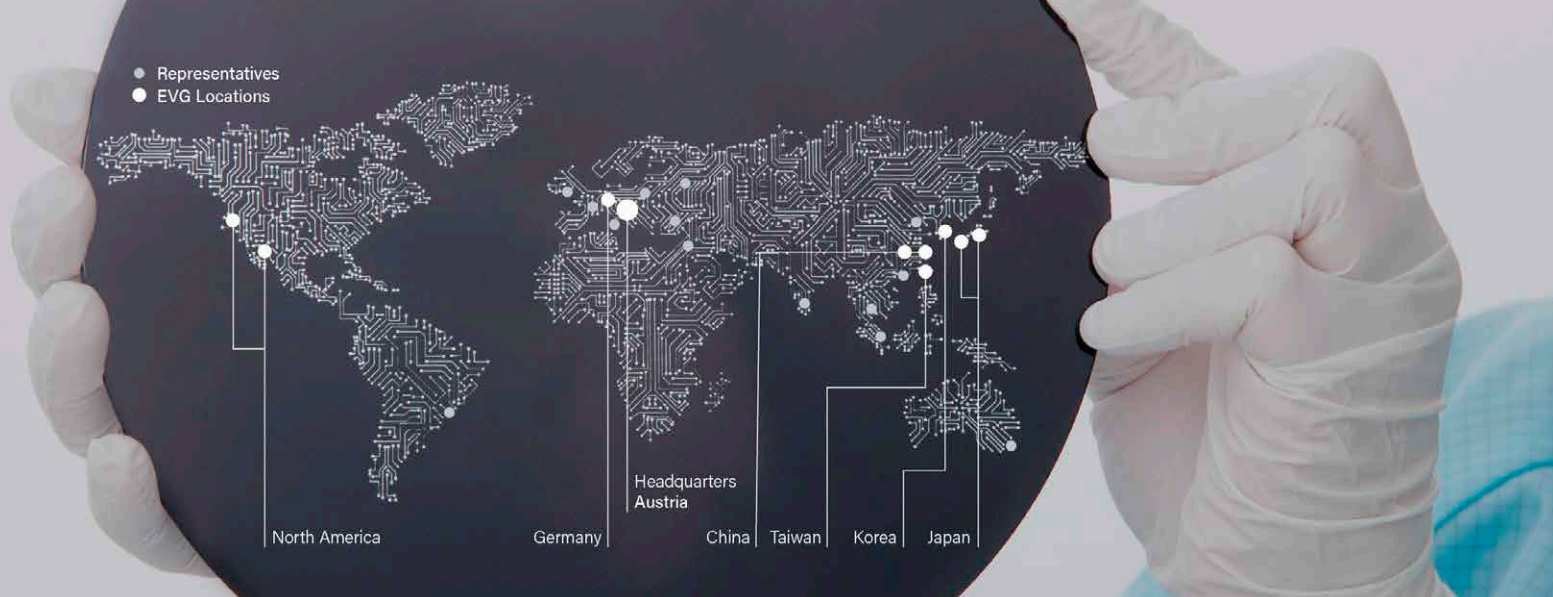 Representatives
EVG Locations
Headquarters
Austria
North America
Germany
China
Taiwan
Korea
Japan